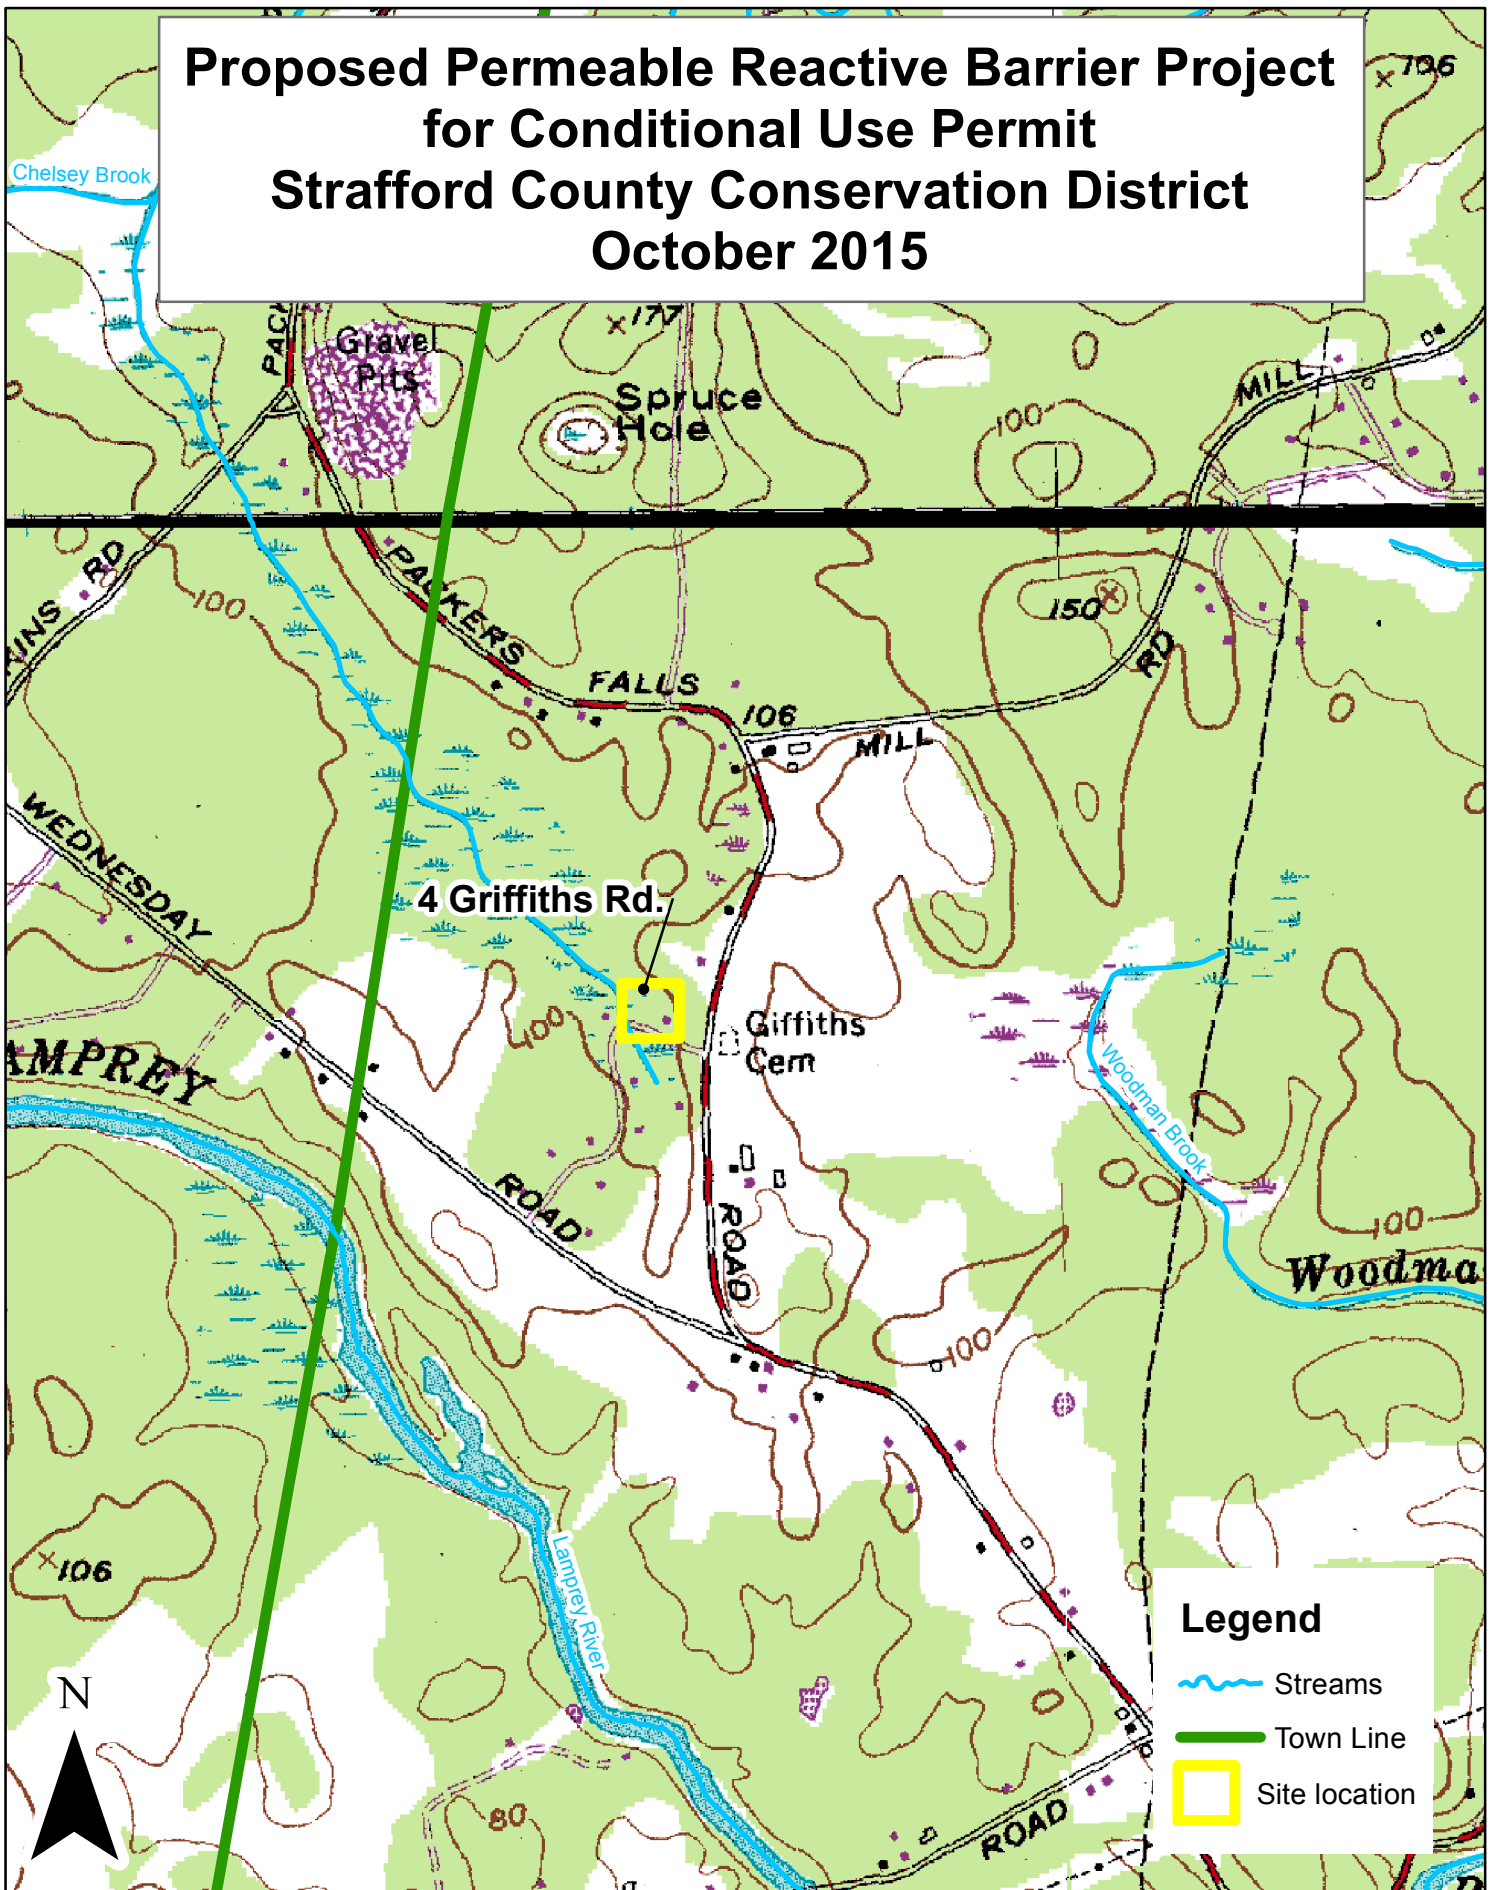 Proposed Permeable Reactive Barrier Project
for Conditional Use Permit
Strafford County Conservation District
October 2015
106
Chelsey Brook
177
Gravel
Pits
Spruce
Hole
MILL
100
RD
100
PACKERS
150
RD
FALLS
106
MILL
WEDNESDAY
4 Griffiths Rd.
400
Giffiths
Cem
AMPREY
Woodman Brook
ROAD
ROAD
100
Woodma
100
106
Lamprey River
N
80
ROAD
Legend
Streams
Town Line
Site location